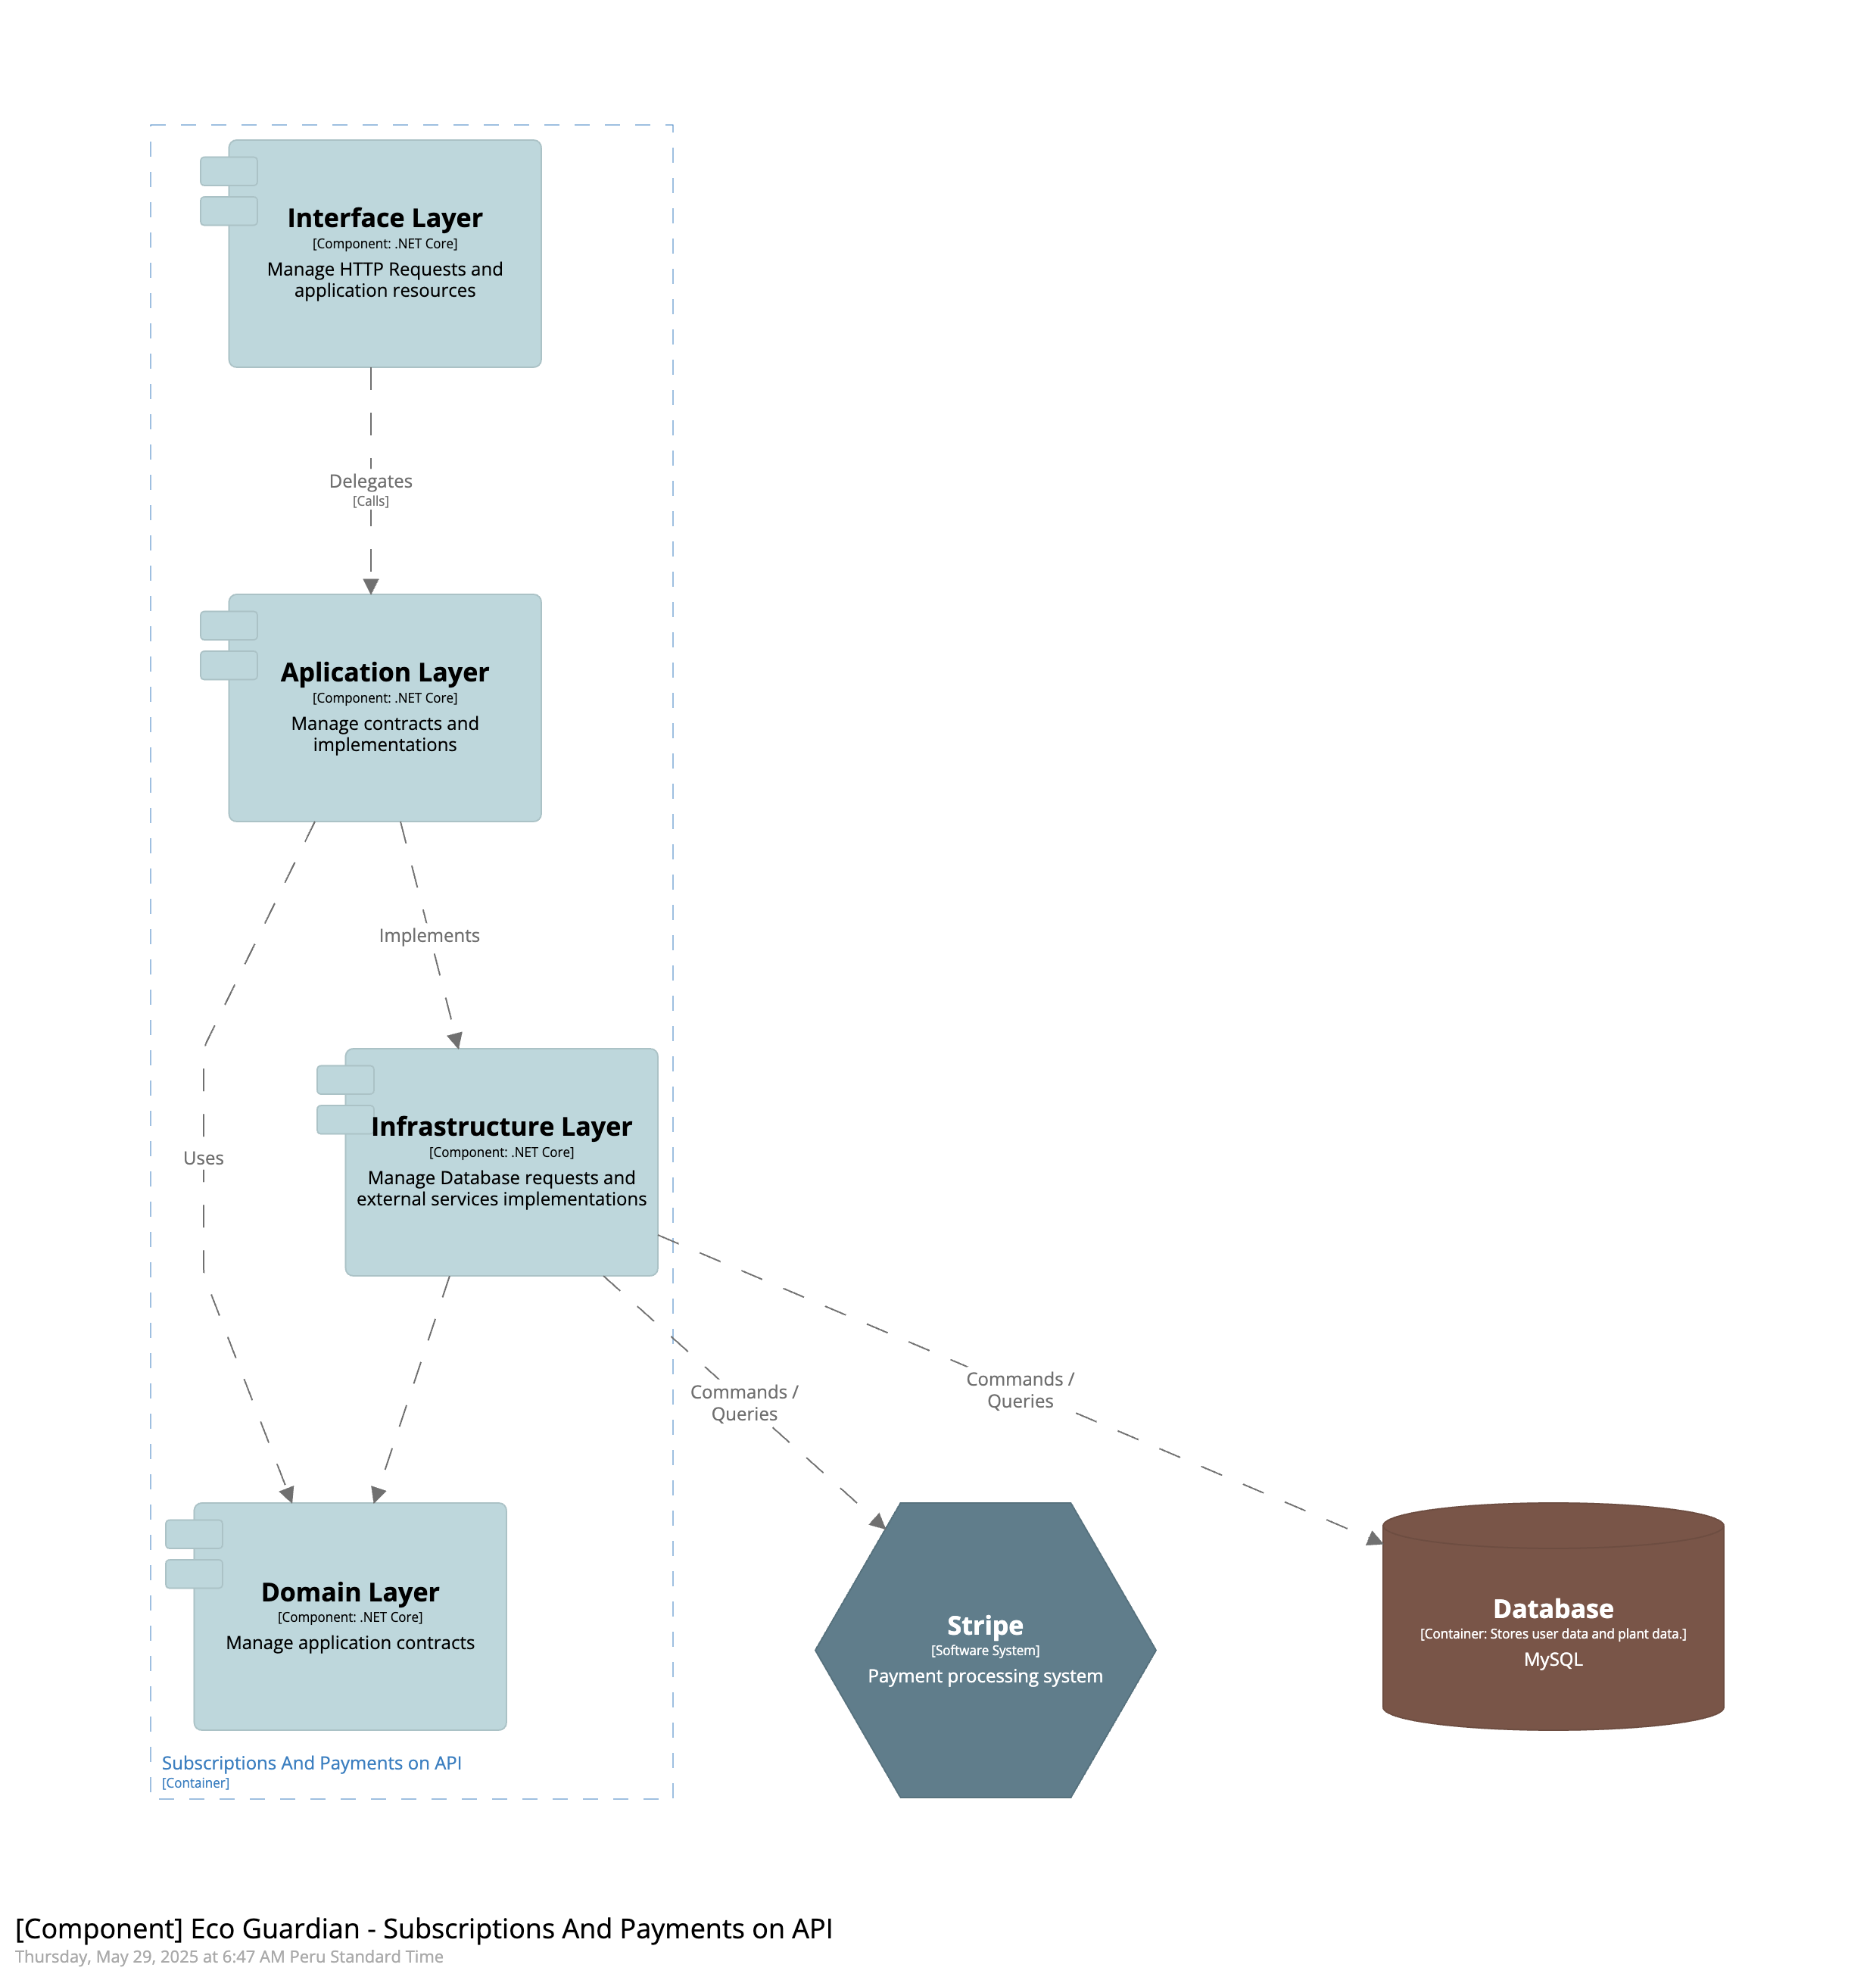 Interface Layer
[Component: .NET Core]
Manage HTTP Requests and
application resources
Delegates
[Calls]
Aplication Layer
[Component: .NET Core]
Manage contracts and
implementations
Implements
Infrastructure Layer
[Component: .NET Core]
Manage Database requests and
external services implementations
Uses
Commands /
Queries
Commands /
Queries
Domain Layer
[Component: .NET Core]
Manage application contracts
Stripe
[Software System]
Payment processing system
Database
[Container: Stores user data and plant data.]
MySQL
Subscriptions And Payments on API
[Container]
[Component] Eco Guardian - Subscriptions And Payments on API
Thursday, May 29, 2025 at 6:47 AM Peru Standard Time